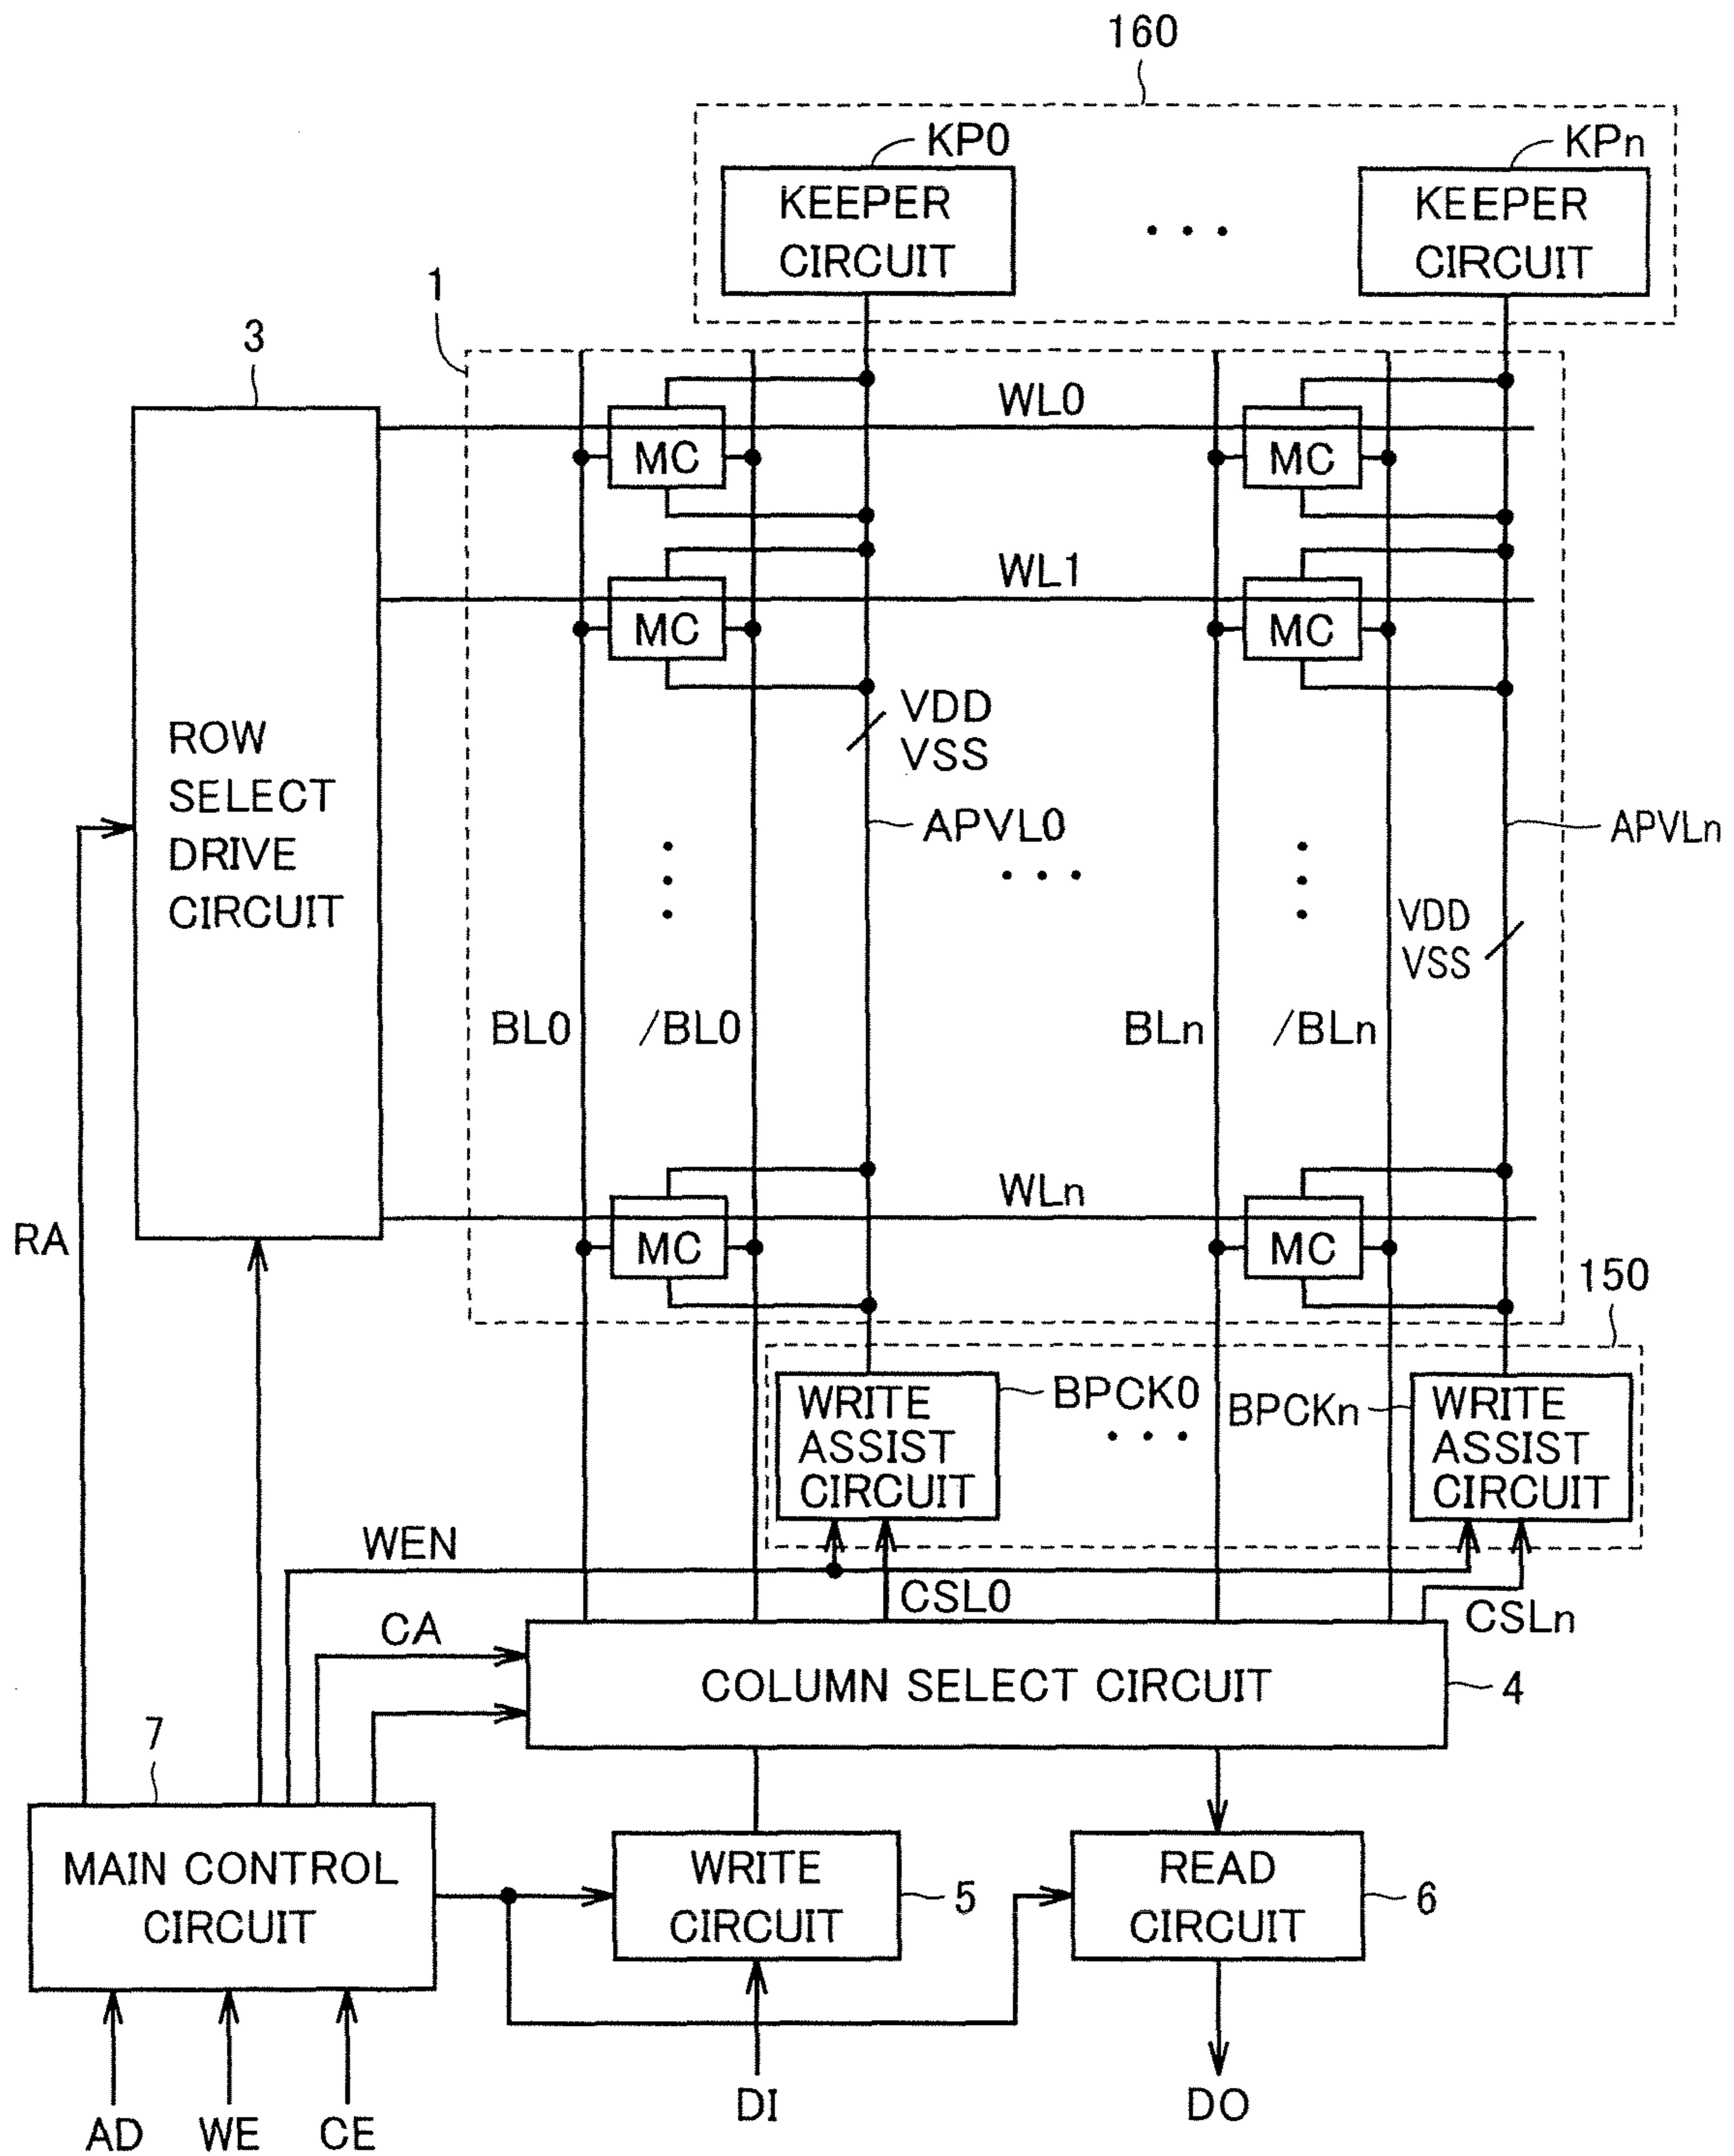 160
KP0
KPn
KEEPER
CIRCUIT
KEEPER
CIRCUIT
1
3
WL0
MC
MC
WL1
MC
MC
VDD
VSS
ROW
SELECT
DRIVE
CIRCUIT
APVL0
APVLn
VDD
VSS
BL0
/BL0
BLn
/BLn
WLn
RA
MC
MC
150
WRITE
ASSIST
CIRCUIT
BPCK0
BPCKn
WRITE
ASSIST
CIRCUIT
WEN
CSL0
CSLn
CA
COLUMN SELECT CIRCUIT
4
7
MAIN CONTROL
CIRCUIT
WRITE
CIRCUIT
5
READ
CIRCUIT
6
AD
WE
CE
DI
DO